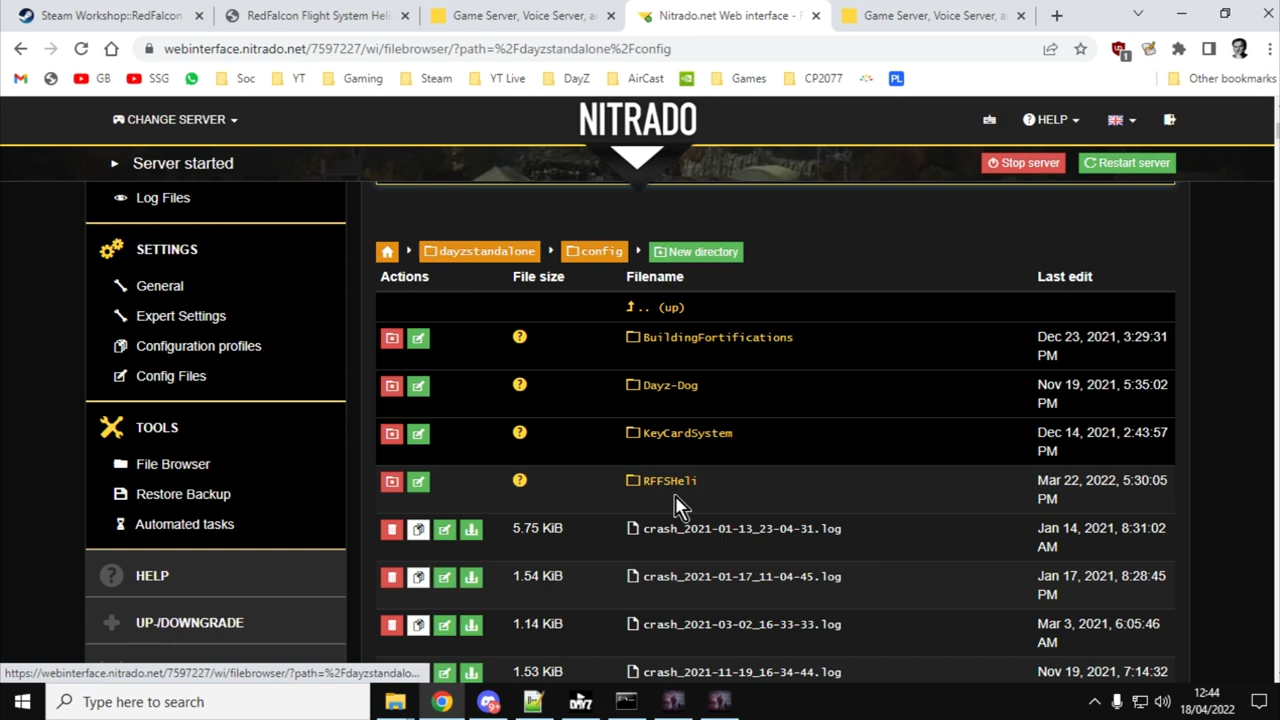 Steam Workshop::RedFalcon
RedFalcon Flight System Heli
Game Server, Voice Server, a
Nitrado.net Web interface - F
Game Server, Voice Server, a
webinterface.nitrado.net/7597227/wi/filebrowser/?path=%2Fdayzstandalone%2Fconfig
1
GB
SSG
Soc
YT
Gaming
Steam
YT Live
DayZ
AirCast
Games
CP2077
PL
Other bookmarks
CHANGE SERVER
NITRADO
HELP
Server started
Stop server
Restart server
Log Files
SETTINGS
General
Expert Settings
Configuration profiles
Config Files
TOOLS
File Browser
Restore Backup
Automated tasks
HELP
UP-/DOWNGRADE
dayzstandalone
config
New directory
Actions File size Filename Last edit
.. (up)
BuildingFortifications Dec 23, 2021, 3:29:31 PM
Dayz-Dog Nov 19, 2021, 5:35:02 PM
KeyCardSystem Dec 14, 2021, 2:43:57 PM
RFFSHeli Mar 22, 2022, 5:30:05 PM
5.75 KiB crash_2021-01-13_23-04-31.log Jan 14, 2021, 8:31:02 AM
1.54 KiB crash_2021-01-17_11-04-45.log Jan 17, 2021, 8:28:45 PM
1.14 KiB crash_2021-03-02_16-33-33.log Mar 3, 2021, 6:05:46 AM
1.53 KiB crash_2021-11-19_16-34-44.log Nov 19, 2021, 7:14:32
https://webinterface.nitrado.net/7597227/wi/filebrowser/?path=%2Fdayzstandalo...
Type here to search
12:44
18/04/2022